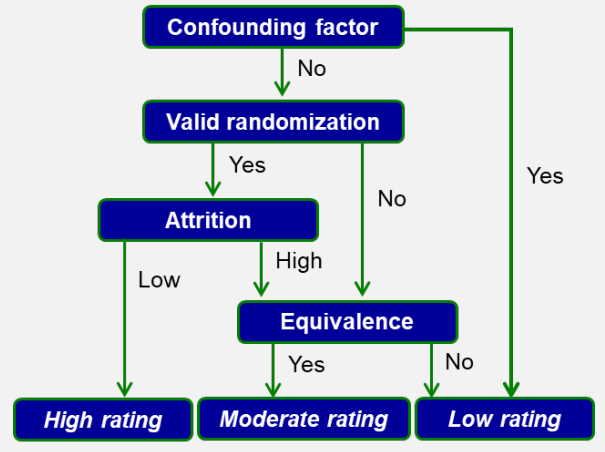 Confounding factor
No
Valid randomization
Yes
No
Yes
Attrition
Low
High
Equivalence
Yes
No
High rating
Moderate rating
Low rating